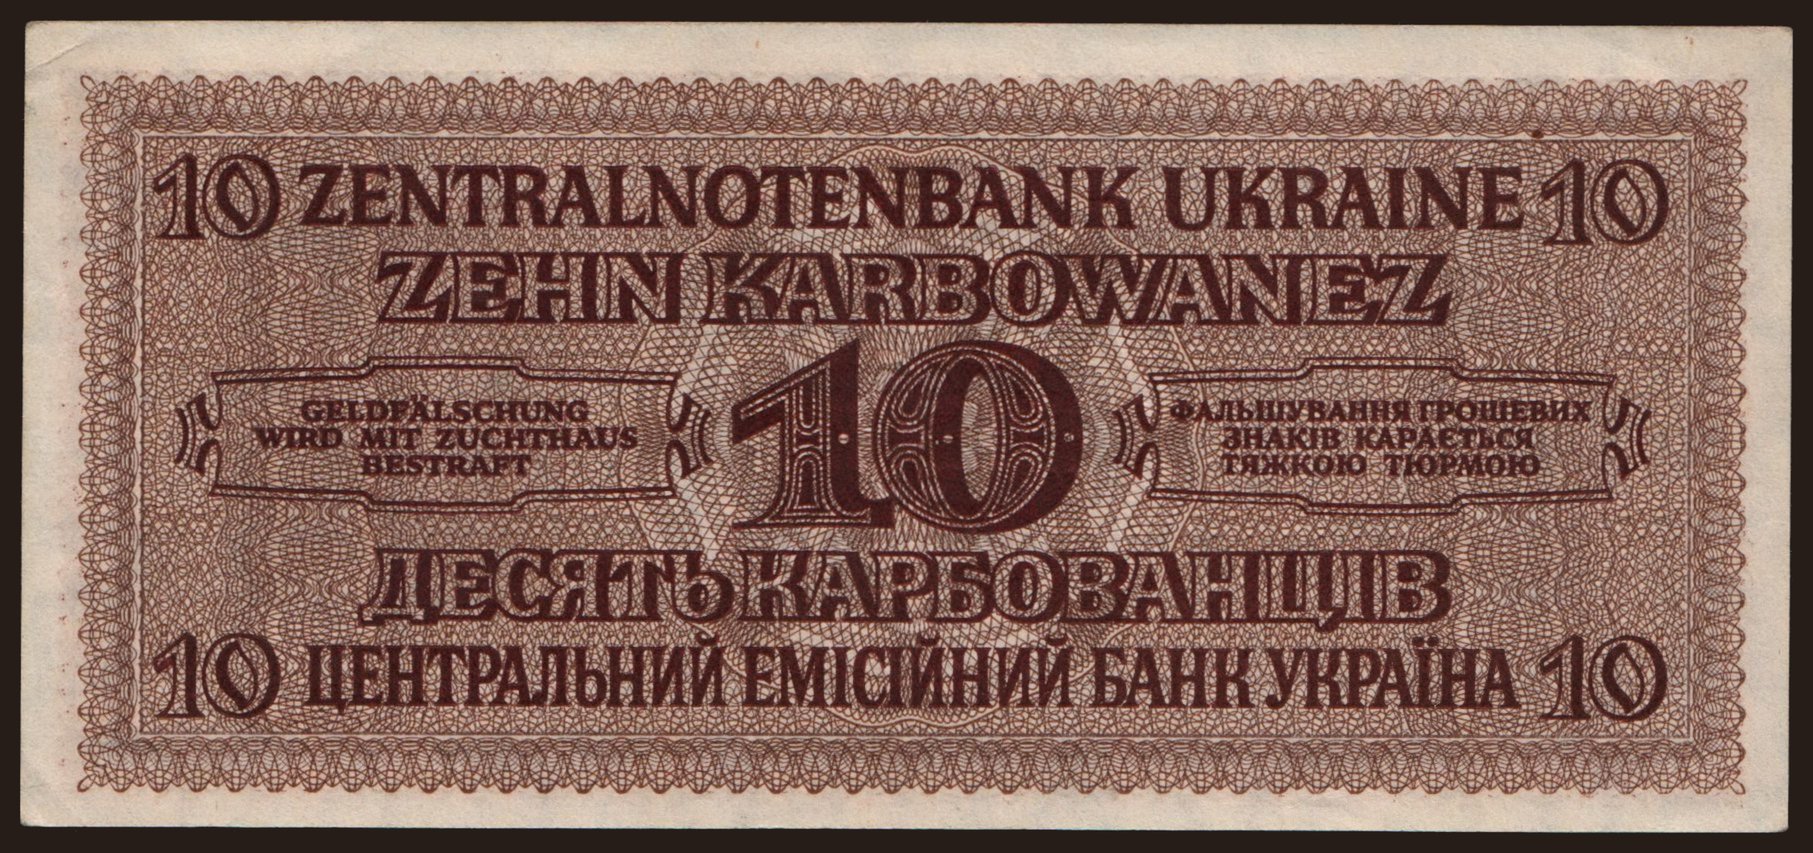 10 ZENTRALNOTENBANK UKRAINE 10
ZEHN KARBOWANEZ
GELDFÄLSCHUNG
WIRD MIT ZUCHTHAUS
BESTRAFT
10
ФАЛЬШУВАННЯ ГРОШЕВИХ
ЗНАКІВ КАРАЄТЬСЯ
ТЯЖКОЮ ТЮРМОЮ
ДЕСЯТЬ КАРБОВАНЦІВ
10 ЦЕНТРАЛЬНИЙ ЕМІСІЙНИЙ БАНК УКРАЇНА 10